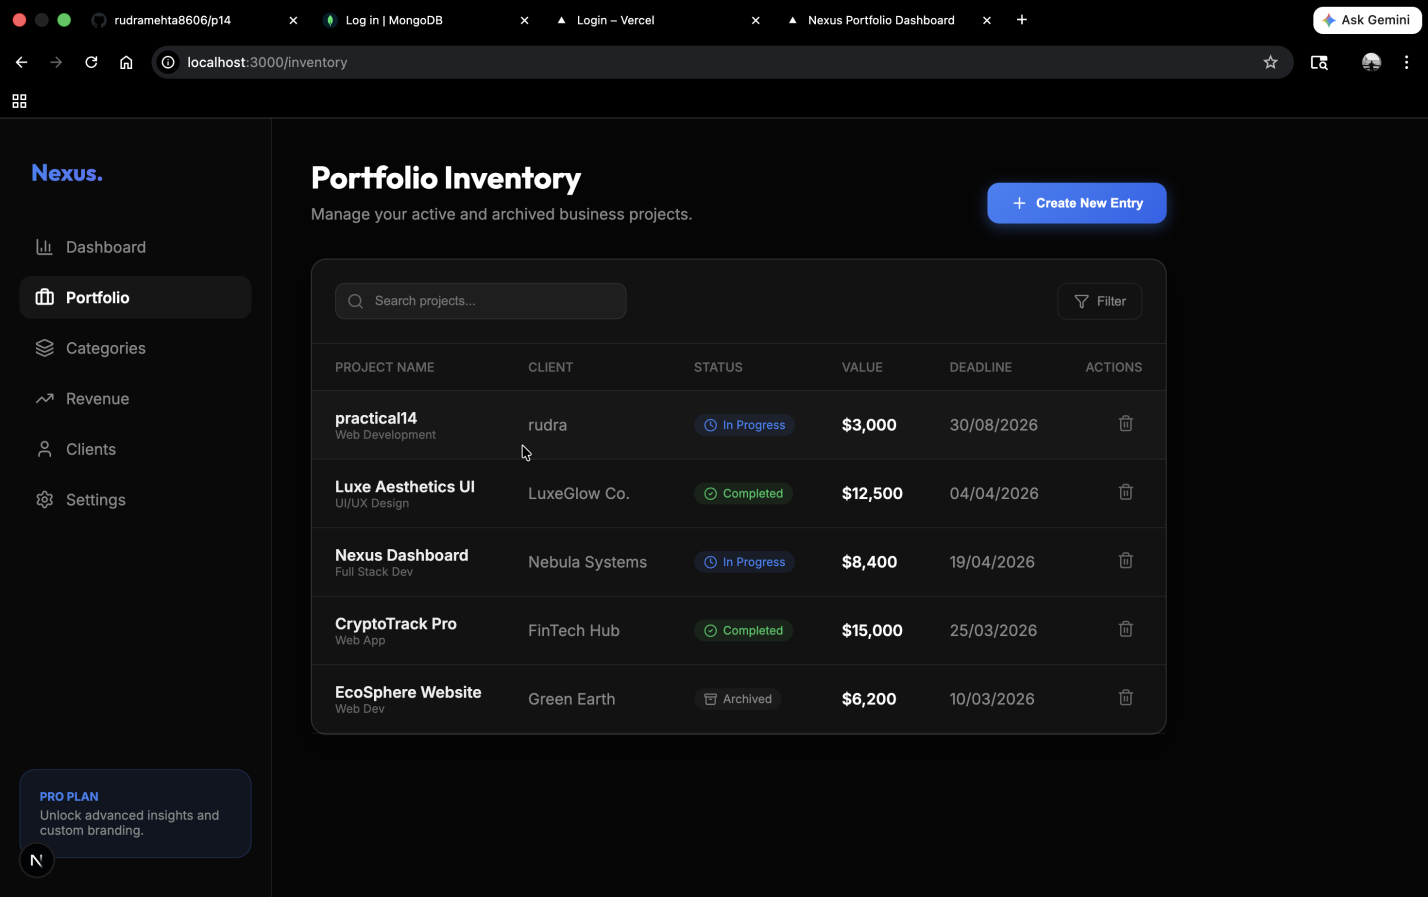 rudramehta8606/p14
Log in | MongoDB
Login – Vercel
Nexus Portfolio Dashboard
Ask Gemini
localhost:3000/inventory
Nexus.
Dashboard
Portfolio
Categories
Revenue
Clients
Settings
PRO PLAN
Unlock advanced insights and
custom branding.
N
Portfolio Inventory
Manage your active and archived business projects.
Create New Entry
Search projects...
Filter
PROJECT NAME CLIENT STATUS VALUE DEADLINE ACTIONS
practical14
Web Development
rudra In Progress $3,000 30/08/2026
Luxe Aesthetics UI
UI/UX Design
LuxeGlow Co. Completed $12,500 04/04/2026
Nexus Dashboard
Full Stack Dev
Nebula Systems In Progress $8,400 19/04/2026
CryptoTrack Pro
Web App
FinTech Hub Completed $15,000 25/03/2026
EcoSphere Website
Web Dev
Green Earth Archived $6,200 10/03/2026